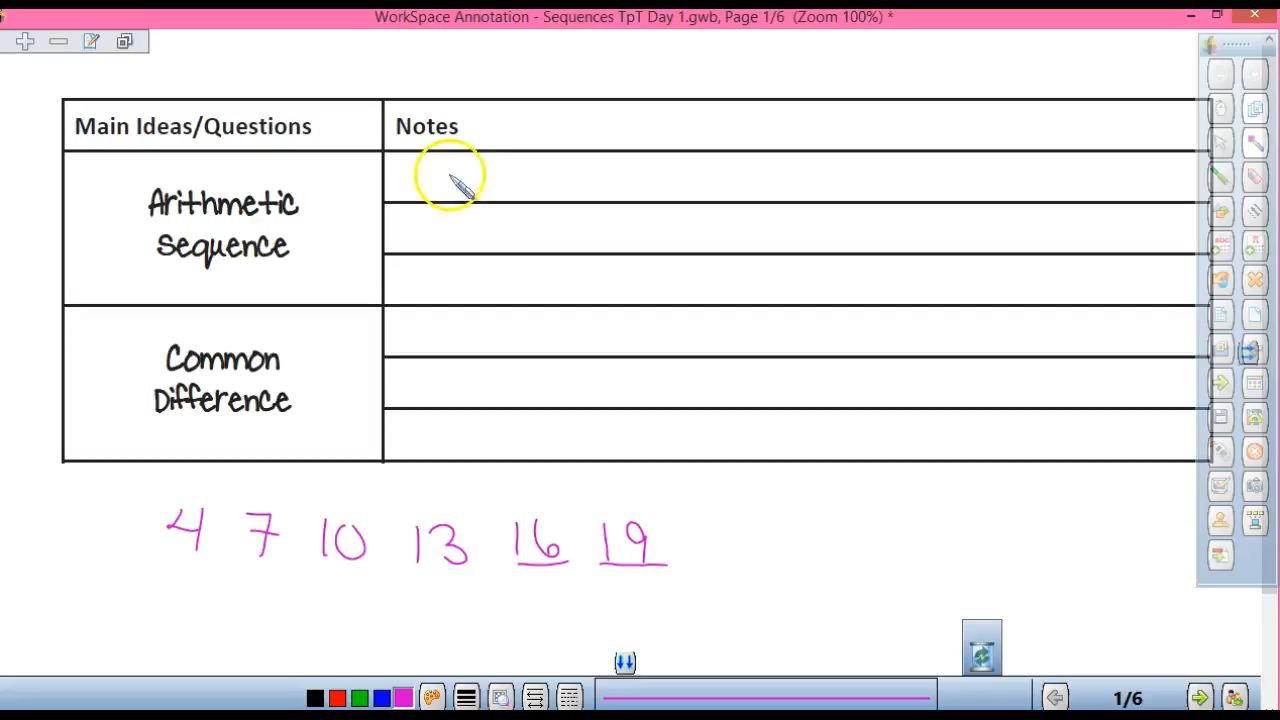 WorkSpace Annotation - Sequences TpT Day 1.gwb, Page 1/6 (Zoom 100%) *
Main Ideas/Questions
Notes
Arithmetic
Sequence
Common
Difference
4 7 10 13 16 19
1/6